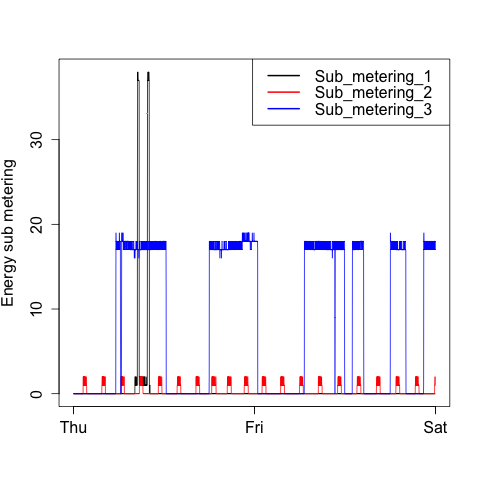 Sub_metering_1
Sub_metering_2
Sub_metering_3
Energy sub metering
30
20
10
0
Thu Fri Sat